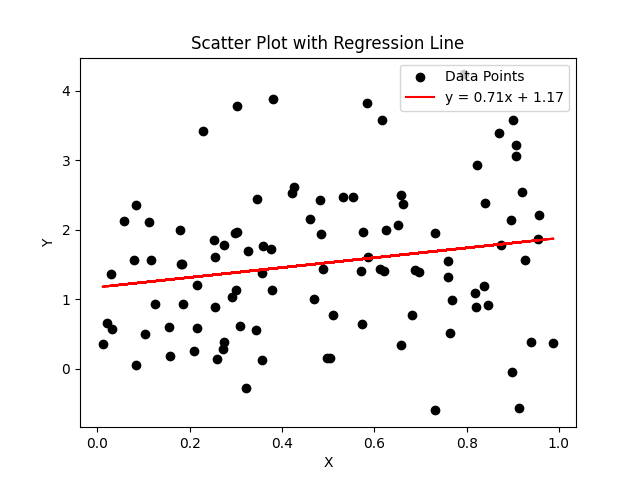 Scatter Plot with Regression Line
Data Points
y = 0.71x + 1.17
4
3
2
1
0
Y
0.0 0.2 0.4 0.6 0.8 1.0
X